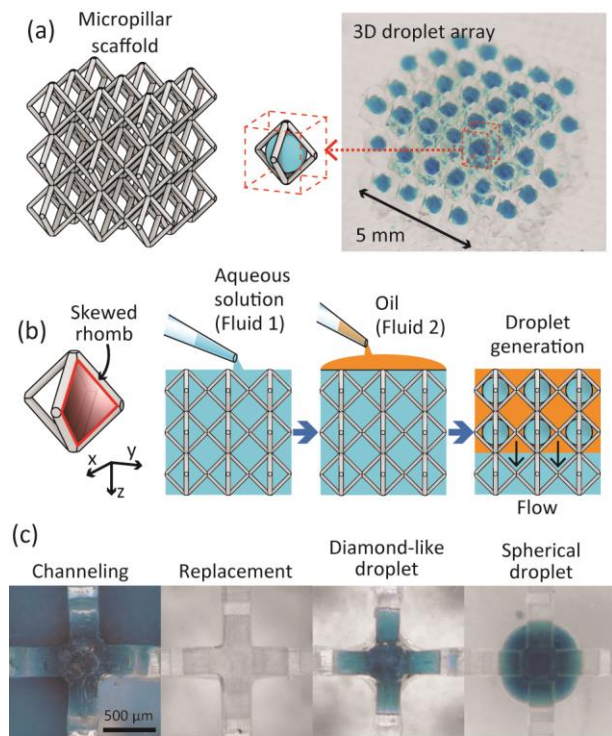 (a)
Micropillar
scaffold
3D droplet array
5 mm
(b)
Skewed
rhomb
x
y
z
Aqueous
solution
(Fluid 1)
Oil
(Fluid 2)
Droplet
generation
Flow
(c)
Channeling
Replacement
Diamond-like
droplet
Spherical
droplet
500 µm